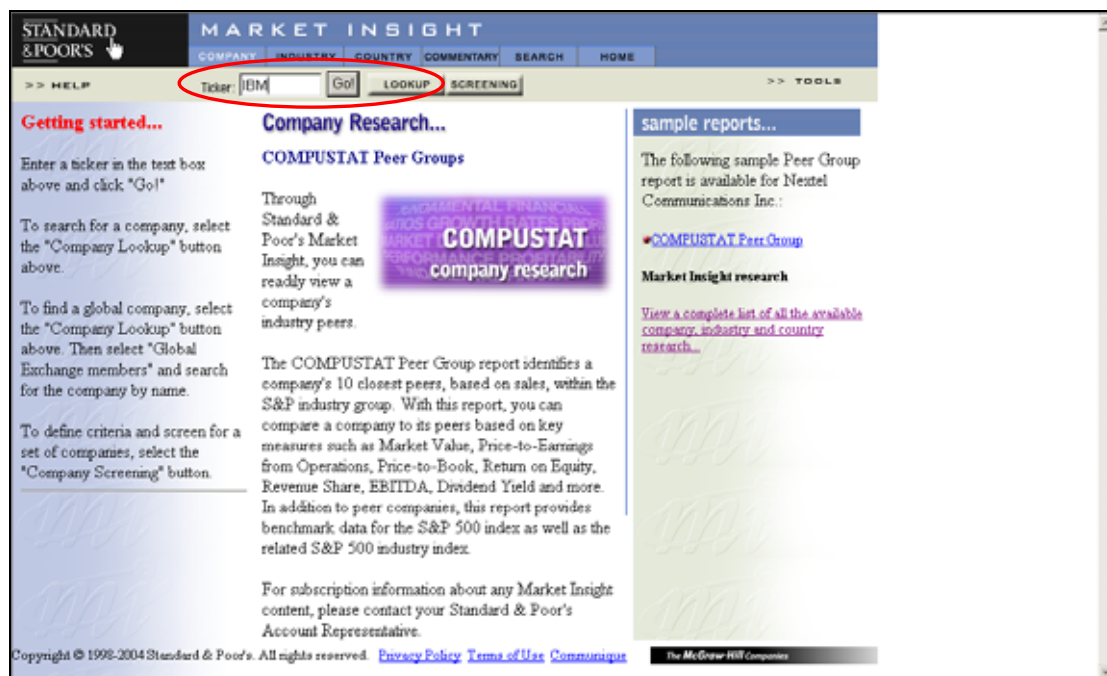 STANDARD
&POOR'S
MARKET INSIGHT
COMPANY INDUSTRY COUNTRY COMMENTARY SEARCH HOME
>> HELP
Ticker: IBM Go! LOOKUP SCREENING
>> TOOLS
Getting started...
Enter a ticker in the text box
above and click "Go!"
To search for a company, select
the "Company Lookup" button
above.
To find a global company, select
the "Company Lookup" button
above. Then select "Global
Exchange members" and search
for the company by name.
To define criteria and screen for a
set of companies, select the
"Company Screening" button.
Company Research...
COMPUSTAT Peer Groups
Through
Standard &
Poor's Market
Insight, you can
readily view a
company's
industry peers.
COMPUSTAT
company research
The COMPUSTAT Peer Group report identifies a
company's 10 closest peers, based on sales, within the
S&P industry group. With this report, you can
compare a company to its peers based on key
measures such as Market Value, Price-to-Earnings
from Operations, Price-to-Book, Return on Equity,
Revenue Share, EBITDA, Dividend Yield and more.
In addition to peer companies, this report provides
benchmark data for the S&P 500 index as well as the
related S&P 500 industry index.
For subscription information about any Market Insight
content, please contact your Standard & Poor's
Account Representative.
sample reports...
The following sample Peer Group
report is available for Nextel
Communications Inc.:
COMPUSTAT Peer Group
Market Insight research
View a complete list of all the available
company, industry and country
research...
Copyright © 1998-2004 Standard & Poor's. All rights reserved. Privacy Policy Terms of Use Communique
The McGraw-Hill Companies